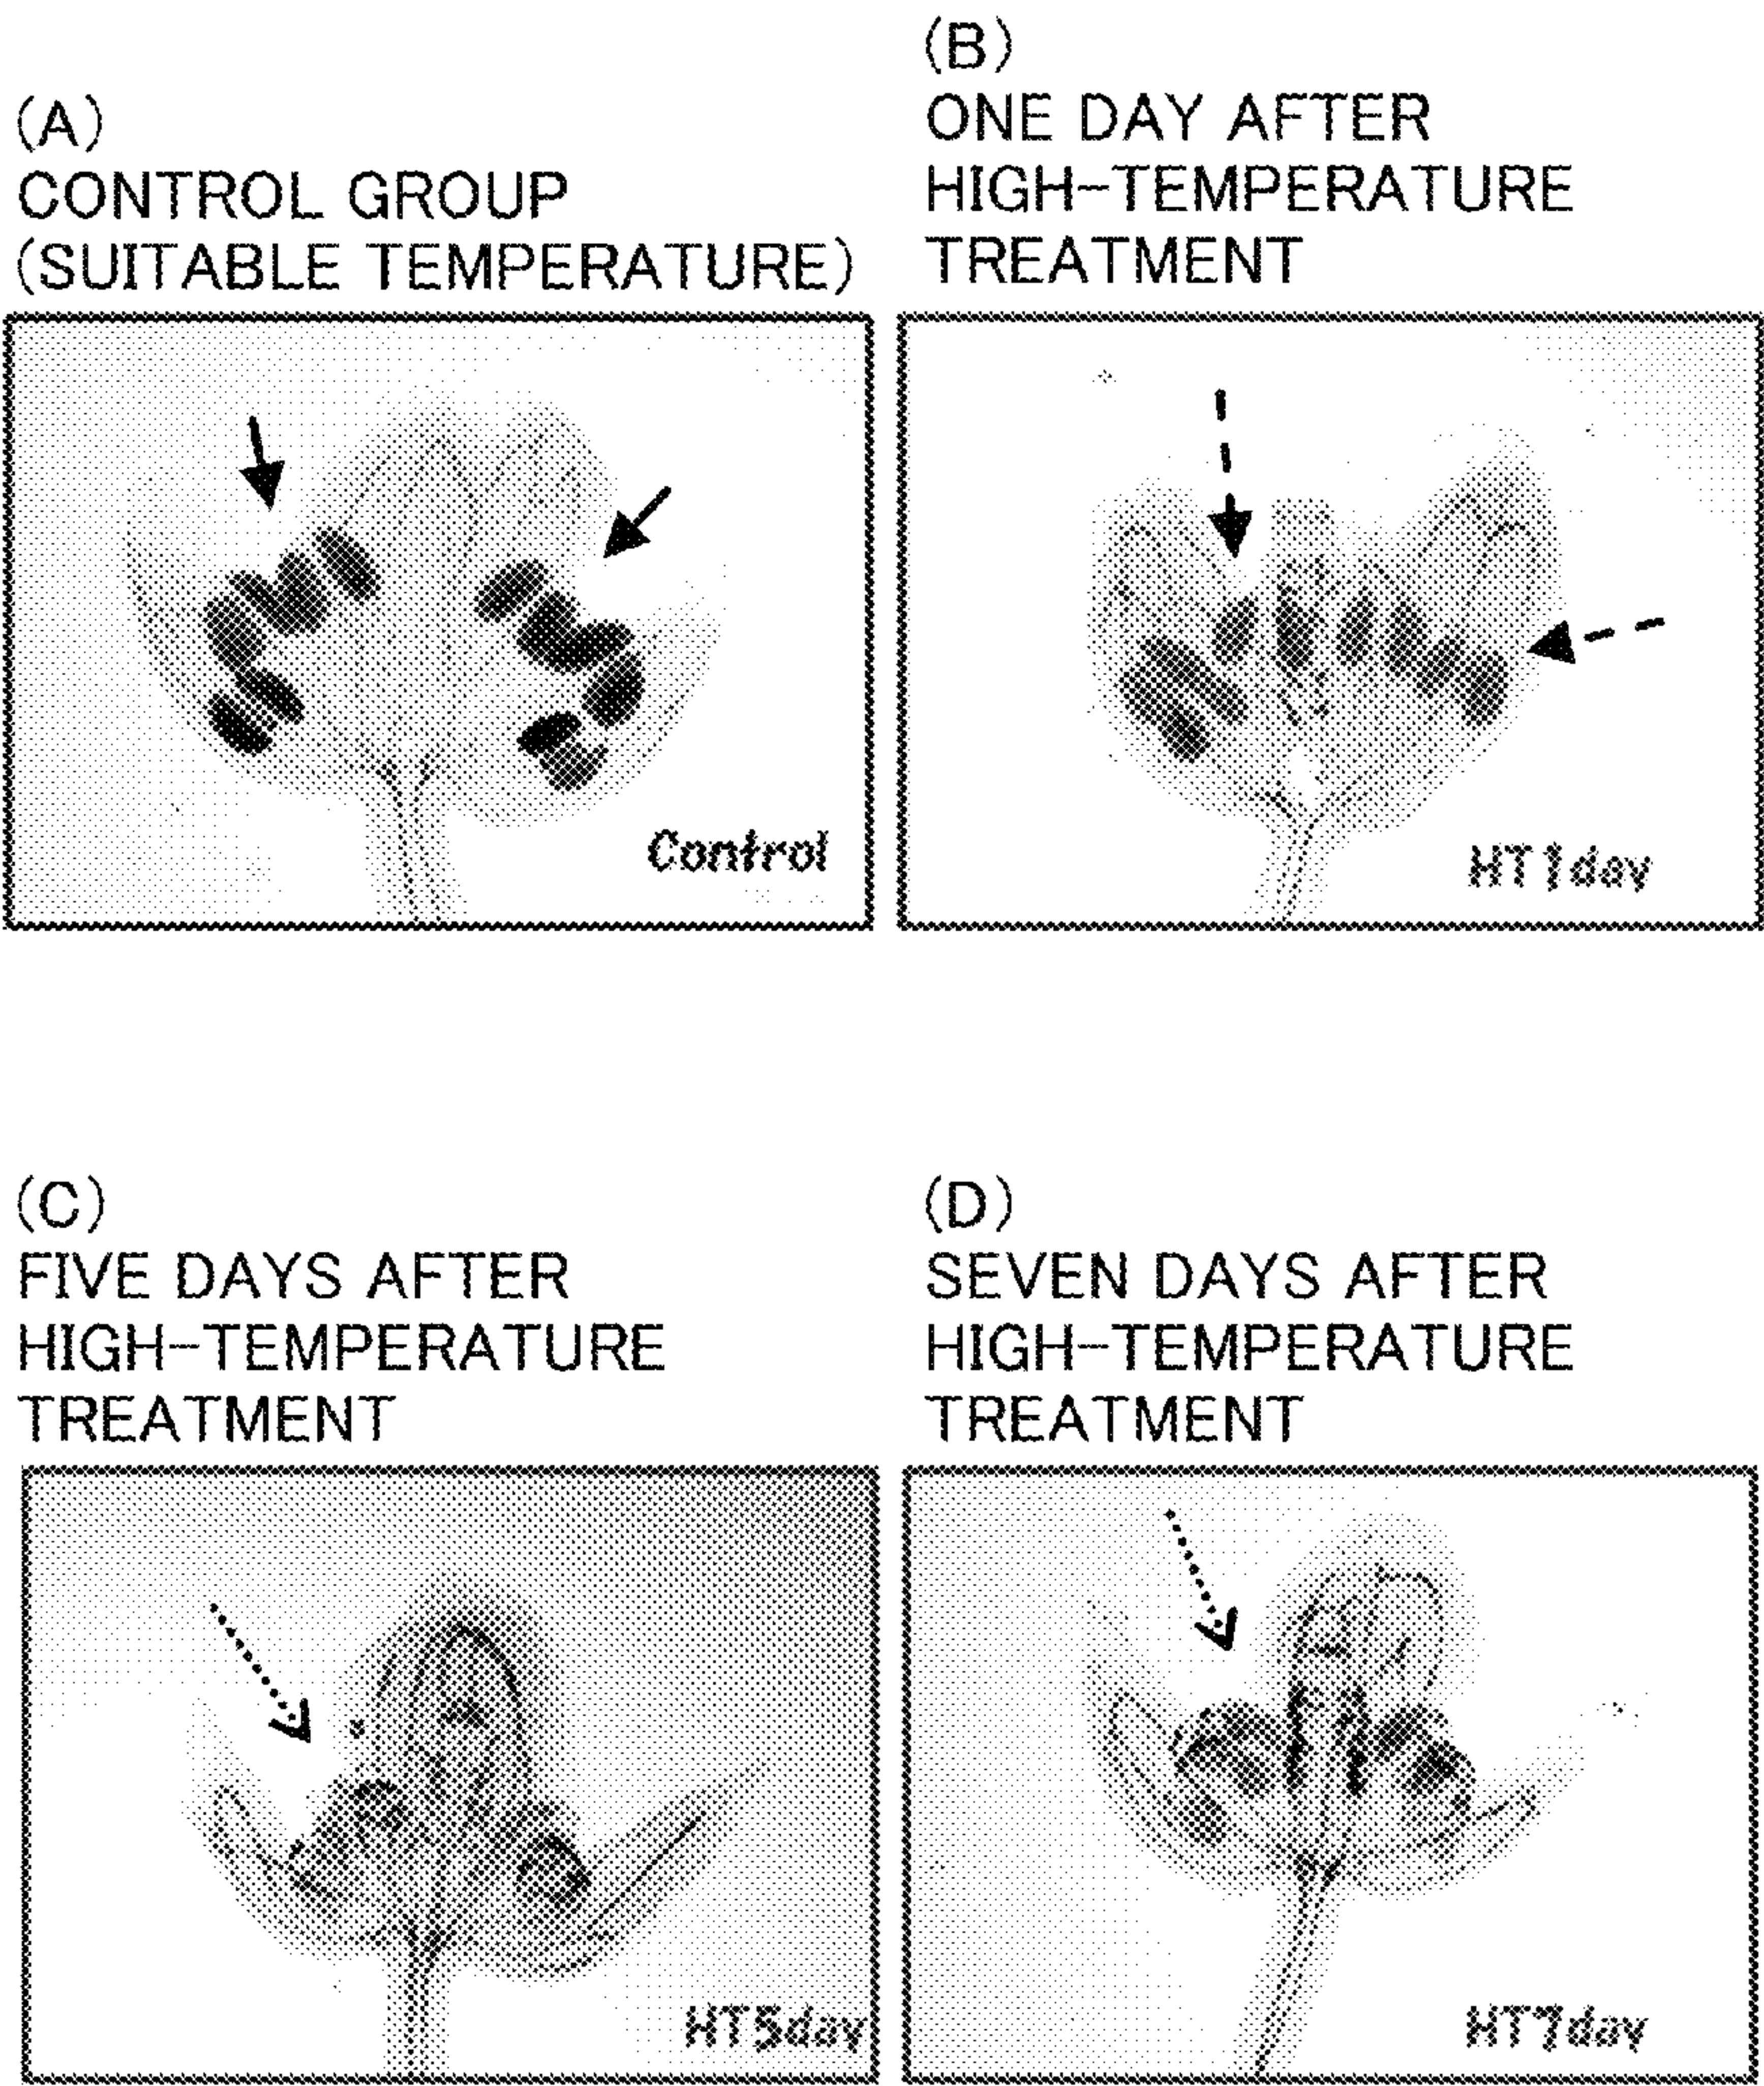 (A)
CONTROL GROUP
(SUITABLE TEMPERATURE)
Control
(B)
ONE DAY AFTER
HIGH-TEMPERATURE
TREATMENT
HT1day
(C)
FIVE DAYS AFTER
HIGH-TEMPERATURE
TREATMENT
HT5day
(D)
SEVEN DAYS AFTER
HIGH-TEMPERATURE
TREATMENT
HT7day